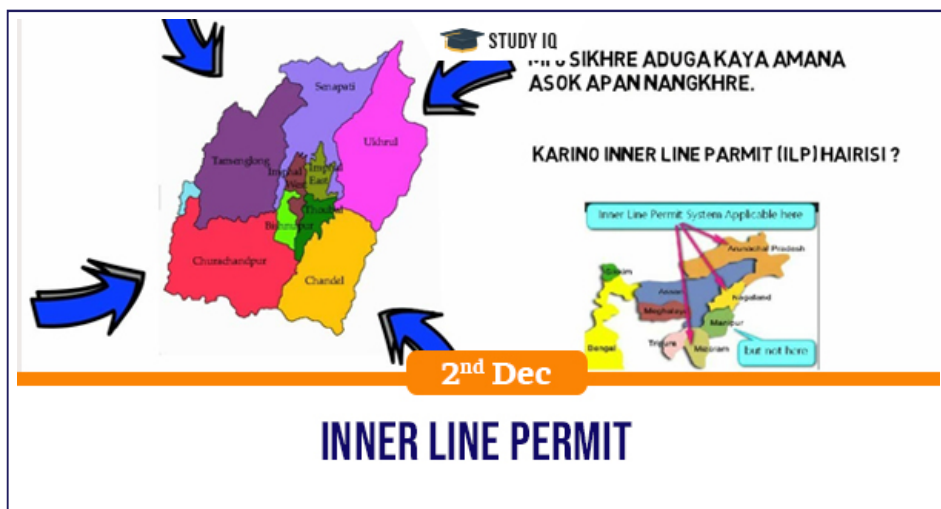 STUDY IQ
SIKHRE ADUGA KAYA AMANA
ASOK APAN NANGKHRE.
KARINO INNER LINE PARMIT (ILP) HAIRISI ?
Senapati
Ukhrul
Tamenglong
Imphal
West
Imphal
East
Thoubal
Bishnupur
Churachandpur
Chandel
Inner Line Permit System Applicable here
Arunachal Pradesh
Sikkim
Assam
Nagaland
Meghalaya
Manipur
Tripura
Mizoram
Bengal
but not here
2nd Dec
INNER LINE PERMIT